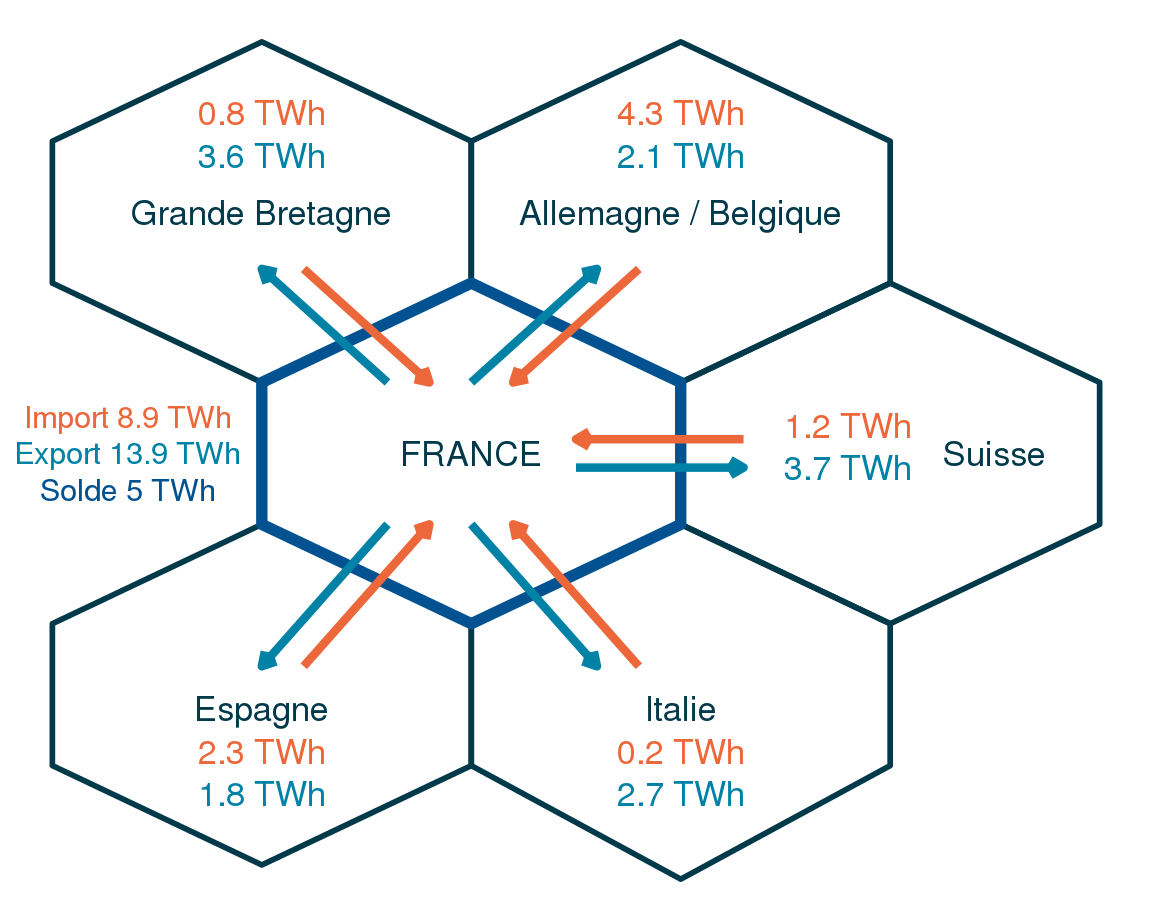 0.8 TWh
3.6 TWh
Grande Bretagne
4.3 TWh
2.1 TWh
Allemagne / Belgique
Import 8.9 TWh
Export 13.9 TWh
Solde 5 TWh
FRANCE
1.2 TWh
3.7 TWh
Suisse
Espagne
2.3 TWh
1.8 TWh
Italie
0.2 TWh
2.7 TWh